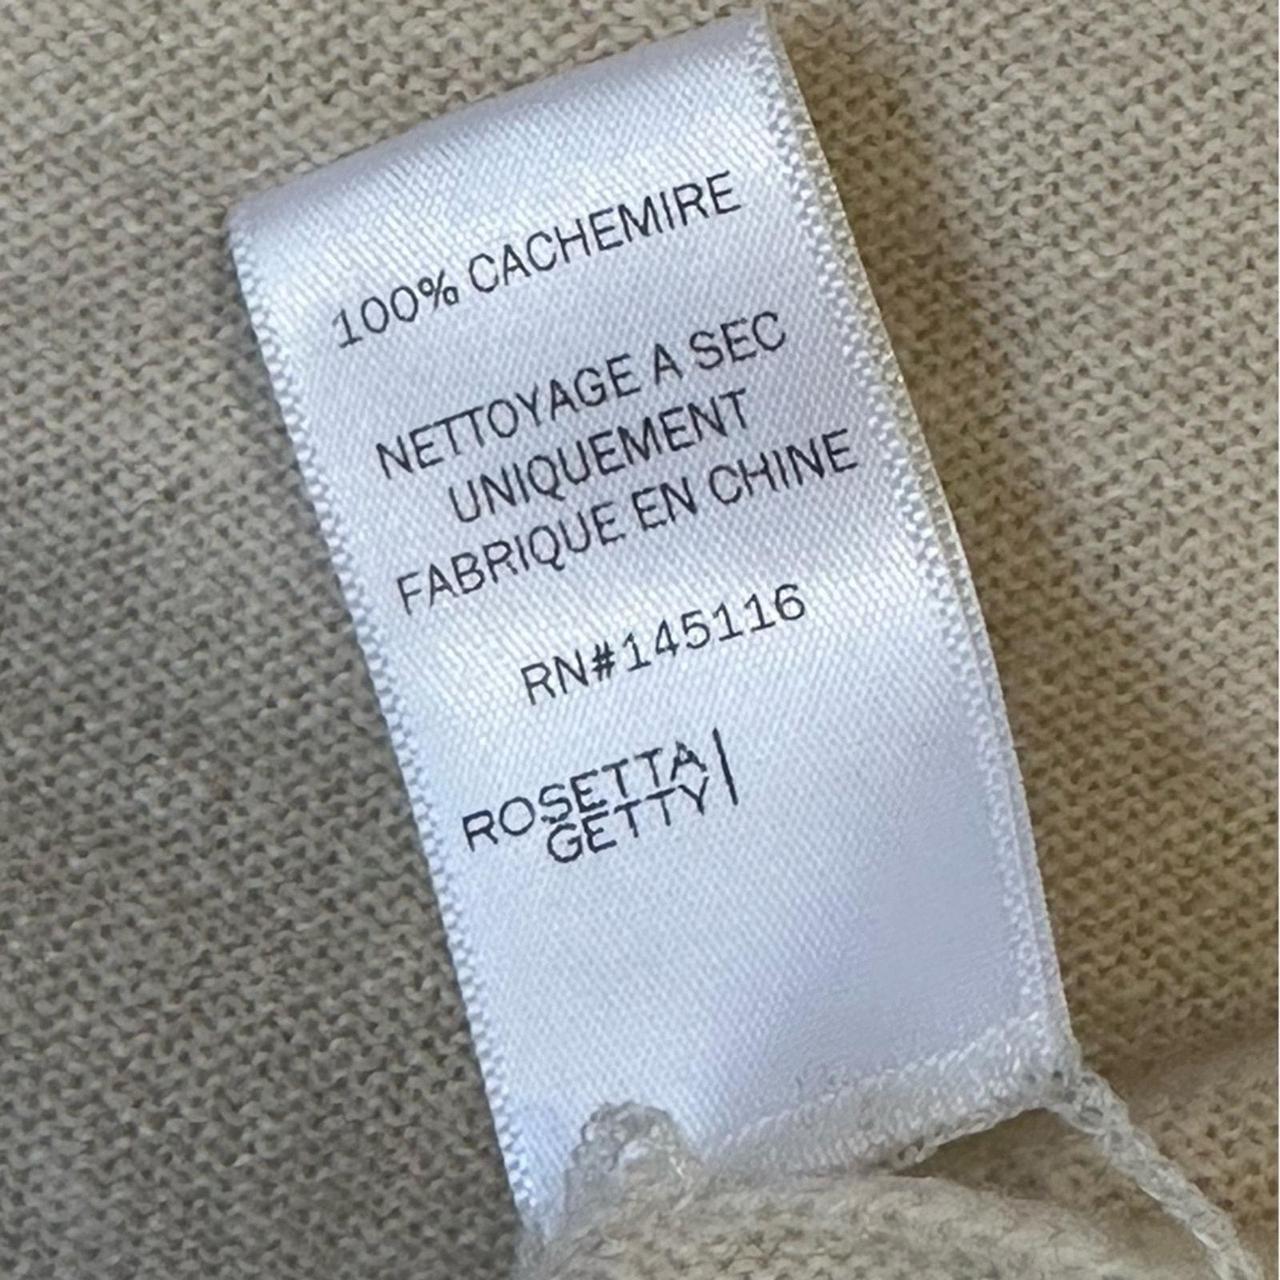 100% CACHEMIRE
NETTOYAGE A SEC
UNIQUEMENT
FABRIQUE EN CHINE
RN#145116
ROSETTA
GETTY